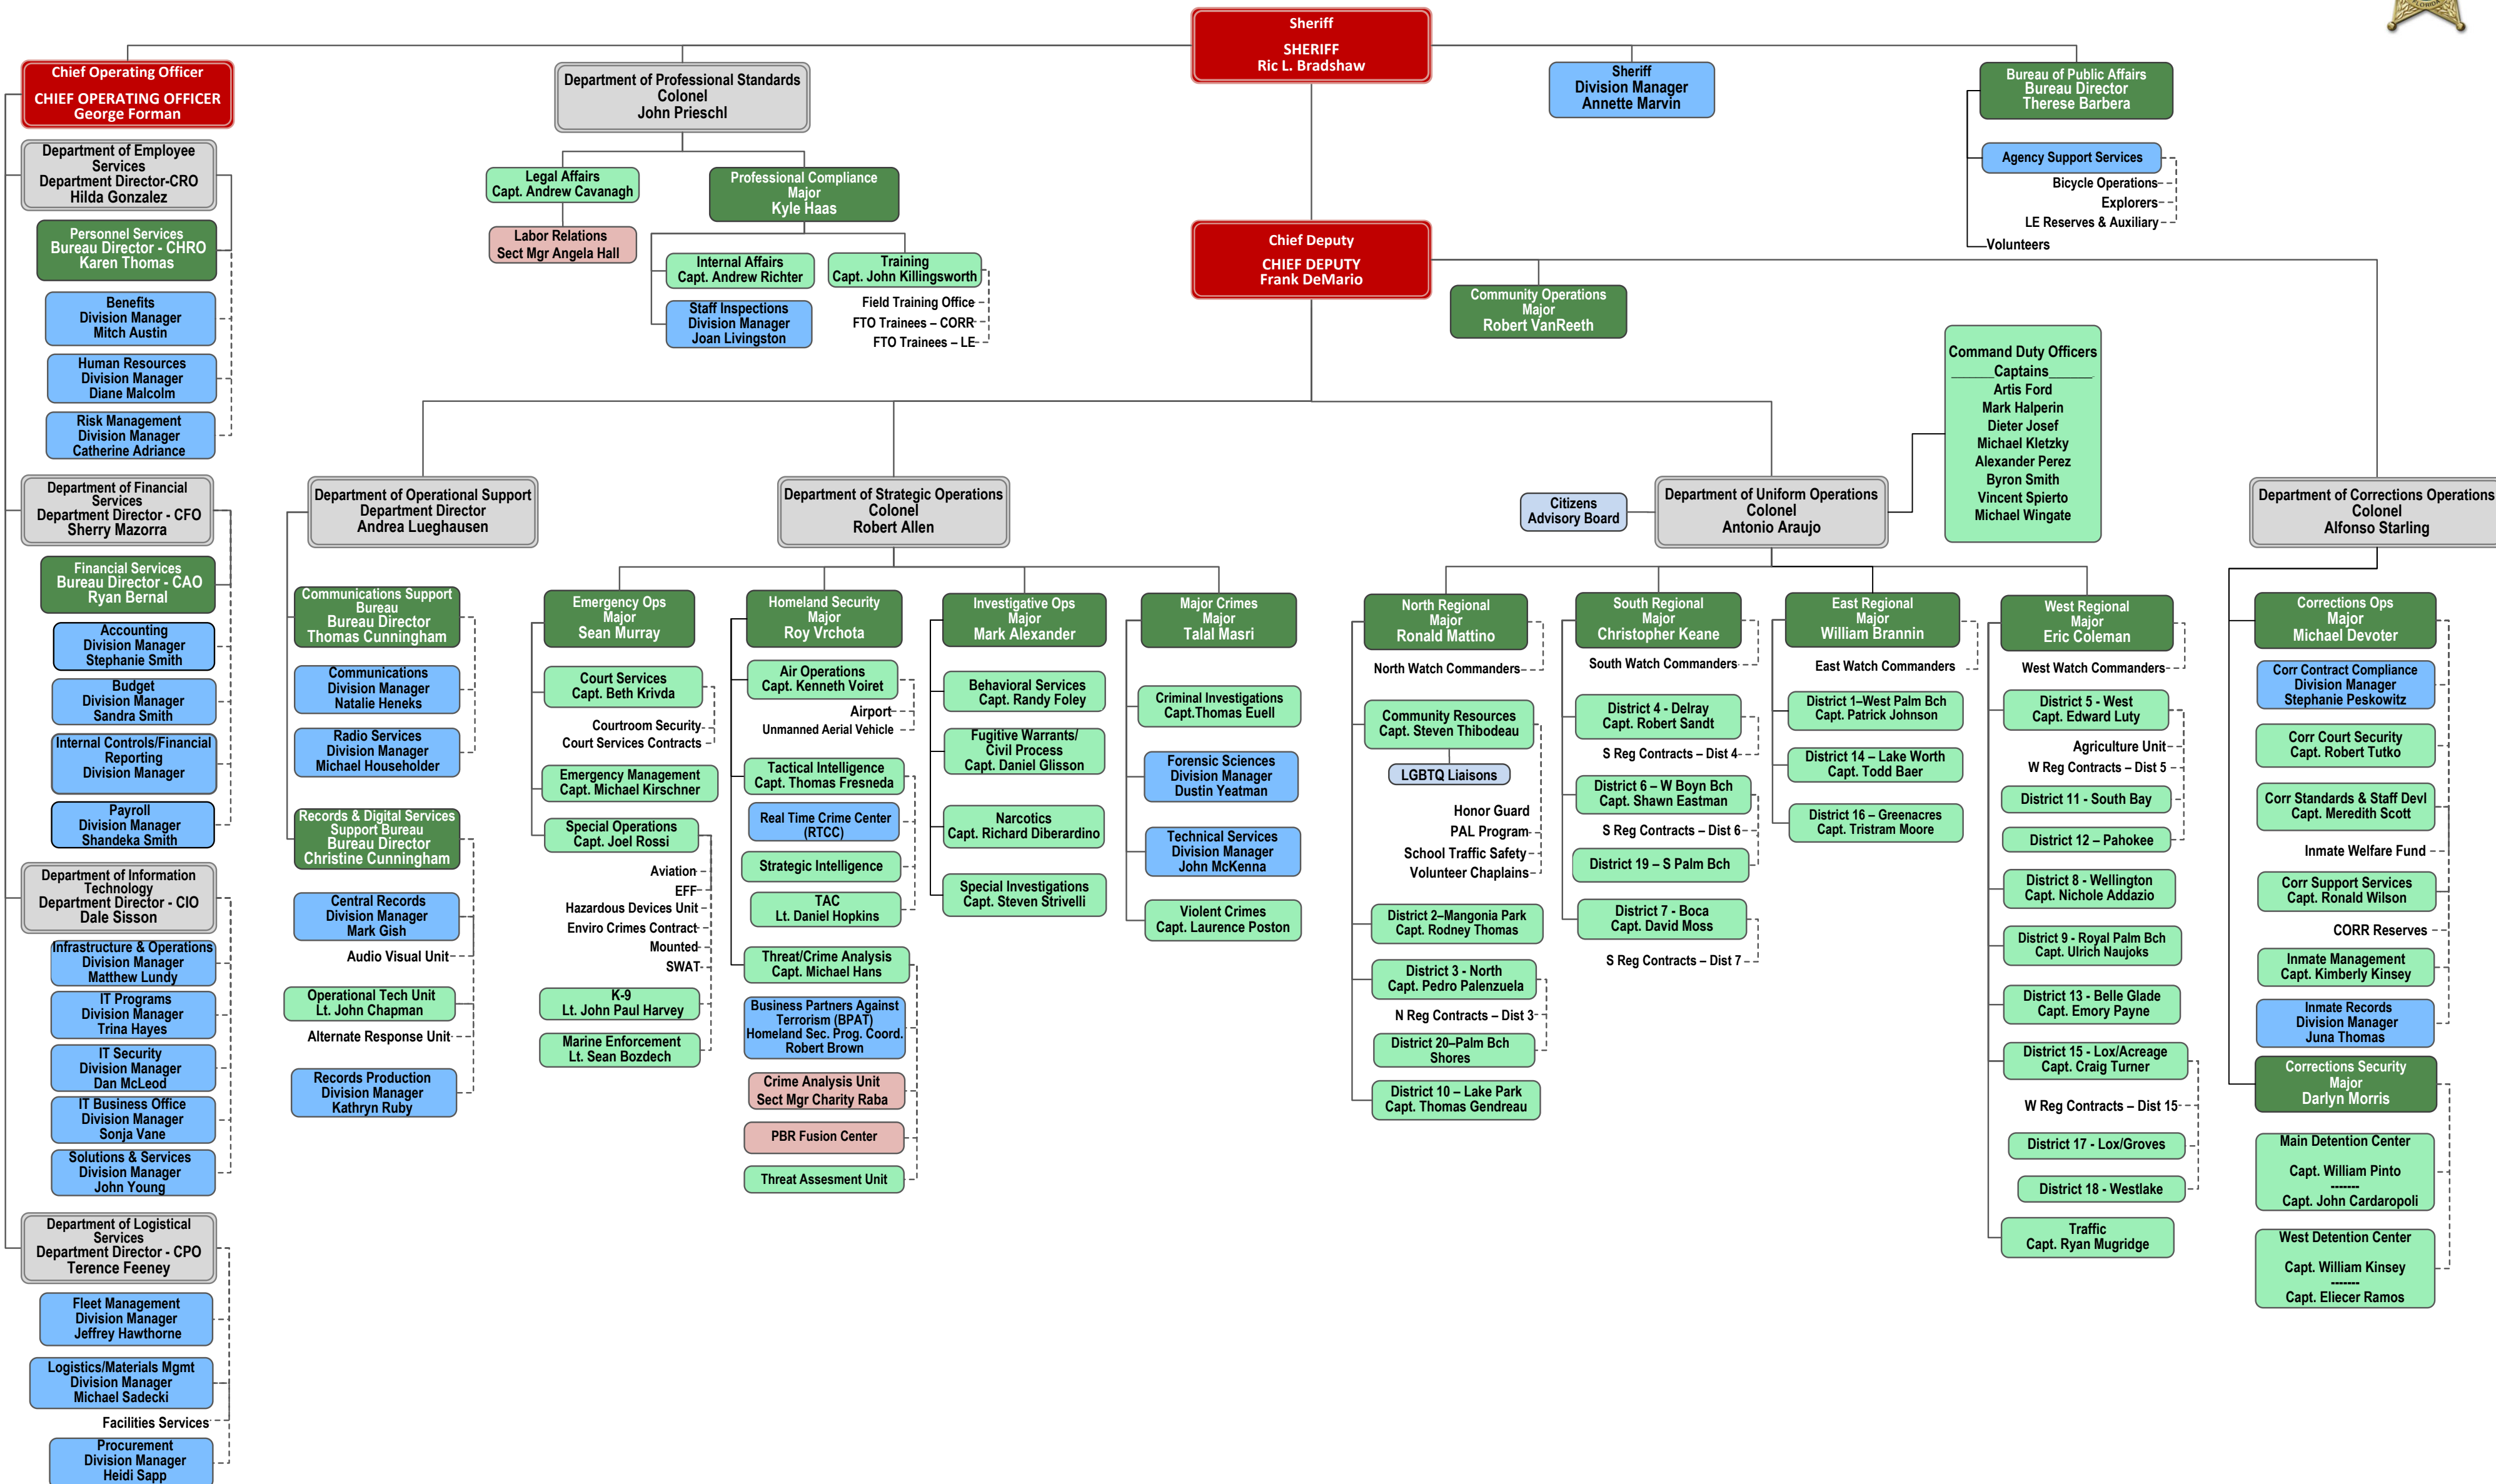 FLORIDA
Sheriff
SHERIFF
Ric L. Bradshaw
Chief Operating Officer
CHIEF OPERATING OFFICER
George Forman
Department of Professional Standards
Colonel
John Prieschl
Sheriff
Division Manager
Annette Marvin
Bureau of Public Affairs
Bureau Director
Therese Barbera
Agency Support Services
Bicycle Operations
Explorers
LE Reserves & Auxiliary
Volunteers
Legal Affairs
Capt. Andrew Cavanagh
Labor Relations
Sect Mgr Angela Hall
Professional Compliance
Major
Kyle Haas
Internal Affairs
Capt. Andrew Richter
Staff Inspections
Division Manager
Joan Livingston
Training
Capt. John Killingsworth
Field Training Office
FTO Trainees – CORR
FTO Trainees – LE
Chief Deputy
CHIEF DEPUTY
Frank DeMario
Community Operations
Major
Robert VanReeth
Department of Employee
Services
Department Director-CRO
Hilda Gonzalez
Personnel Services
Bureau Director - CHRO
Karen Thomas
Benefits
Division Manager
Mitch Austin
Human Resources
Division Manager
Diane Malcolm
Risk Management
Division Manager
Catherine Adriance
Department of Financial
Services
Department Director - CFO
Sherry Mazorra
Financial Services
Bureau Director - CAO
Ryan Bernal
Accounting
Division Manager
Stephanie Smith
Budget
Division Manager
Sandra Smith
Internal Controls/Financial
Reporting
Division Manager
Payroll
Division Manager
Shandeka Smith
Department of Information
Technology
Department Director - CIO
Dale Sisson
Infrastructure & Operations
Division Manager
Matthew Lundy
IT Programs
Division Manager
Trina Hayes
IT Security
Division Manager
Dan McLeod
IT Business Office
Division Manager
Sonja Vane
Solutions & Services
Division Manager
John Young
Department of Logistical
Services
Department Director - CPO
Terence Feeney
Fleet Management
Division Manager
Jeffrey Hawthorne
Logistics/Materials Mgmt
Division Manager
Michael Sadecki
Facilities Services
Procurement
Division Manager
Heidi Sapp
Department of Operational Support
Department Director
Andrea Lueghausen
Communications Support
Bureau
Bureau Director
Thomas Cunningham
Communications
Division Manager
Natalie Heneks
Radio Services
Division Manager
Michael Householder
Records & Digital Services
Support Bureau
Bureau Director
Christine Cunningham
Central Records
Division Manager
Mark Gish
Audio Visual Unit
Operational Tech Unit
Lt. John Chapman
Alternate Response Unit
Records Production
Division Manager
Kathryn Ruby
Department of Strategic Operations
Colonel
Robert Allen
Emergency Ops
Major
Sean Murray
Court Services
Capt. Beth Krivda
Courtroom Security
Court Services Contracts
Emergency Management
Capt. Michael Kirschner
Special Operations
Capt. Joel Rossi
Aviation
EFF
Hazardous Devices Unit
Enviro Crimes Contract
Mounted
SWAT
K-9
Lt. John Paul Harvey
Marine Enforcement
Lt. Sean Bozdech
Homeland Security
Major
Roy Vrchota
Air Operations
Capt. Kenneth Voiret
Airport
Unmanned Aerial Vehicle
Tactical Intelligence
Capt. Thomas Fresneda
Real Time Crime Center
(RTCC)
Strategic Intelligence
TAC
Lt. Daniel Hopkins
Threat/Crime Analysis
Capt. Michael Hans
Business Partners Against
Terrorism (BPAT)
Homeland Sec. Prog. Coord.
Robert Brown
Crime Analysis Unit
Sect Mgr Charity Raba
PBR Fusion Center
Threat Assesment Unit
Investigative Ops
Major
Mark Alexander
Behavioral Services
Capt. Randy Foley
Fugitive Warrants/
Civil Process
Capt. Daniel Glisson
Narcotics
Capt. Richard Diberardino
Special Investigations
Capt. Steven Strivelli
Major Crimes
Major
Talal Masri
Criminal Investigations
Capt.Thomas Euell
Forensic Sciences
Division Manager
Dustin Yeatman
Technical Services
Division Manager
John McKenna
Violent Crimes
Capt. Laurence Poston
Citizens
Advisory Board
Department of Uniform Operations
Colonel
Antonio Araujo
Command Duty Officers
Captains
Artis Ford
Mark Halperin
Dieter Josef
Michael Kletzky
Alexander Perez
Byron Smith
Vincent Spierto
Michael Wingate
North Regional
Major
Ronald Mattino
North Watch Commanders
Community Resources
Capt. Steven Thibodeau
LGBTQ Liaisons
Honor Guard
PAL Program
School Traffic Safety
Volunteer Chaplains
District 2–Mangonia Park
Capt. Rodney Thomas
District 3 - North
Capt. Pedro Palenzuela
N Reg Contracts – Dist 3
District 20–Palm Bch
Shores
District 10 – Lake Park
Capt. Thomas Gendreau
South Regional
Major
Christopher Keane
South Watch Commanders
District 4 - Delray
Capt. Robert Sandt
S Reg Contracts – Dist 4
District 6 – W Boyn Bch
Capt. Shawn Eastman
S Reg Contracts – Dist 6
District 19 – S Palm Bch
District 7 - Boca
Capt. David Moss
S Reg Contracts – Dist 7
East Regional
Major
William Brannin
East Watch Commanders
District 1–West Palm Bch
Capt. Patrick Johnson
District 14 – Lake Worth
Capt. Todd Baer
District 16 – Greenacres
Capt. Tristram Moore
West Regional
Major
Eric Coleman
West Watch Commanders
District 5 - West
Capt. Edward Luty
Agriculture Unit
W Reg Contracts – Dist 5
District 11 - South Bay
District 12 – Pahokee
District 8 - Wellington
Capt. Nichole Addazio
District 9 - Royal Palm Bch
Capt. Ulrich Naujoks
District 13 - Belle Glade
Capt. Emory Payne
District 15 - Lox/Acreage
Capt. Craig Turner
W Reg Contracts – Dist 15
District 17 - Lox/Groves
District 18 - Westlake
Traffic
Capt. Ryan Mugridge
Department of Corrections Operations
Colonel
Alfonso Starling
Corrections Ops
Major
Michael Devoter
Corr Contract Compliance
Division Manager
Stephanie Peskowitz
Corr Court Security
Capt. Robert Tutko
Corr Standards & Staff Devl
Capt. Meredith Scott
Inmate Welfare Fund
Corr Support Services
Capt. Ronald Wilson
CORR Reserves
Inmate Management
Capt. Kimberly Kinsey
Inmate Records
Division Manager
Juna Thomas
Corrections Security
Major
Darlyn Morris
Main Detention Center
Capt. William Pinto
-------
Capt. John Cardaropoli
West Detention Center
Capt. William Kinsey
-------
Capt. Eliecer Ramos